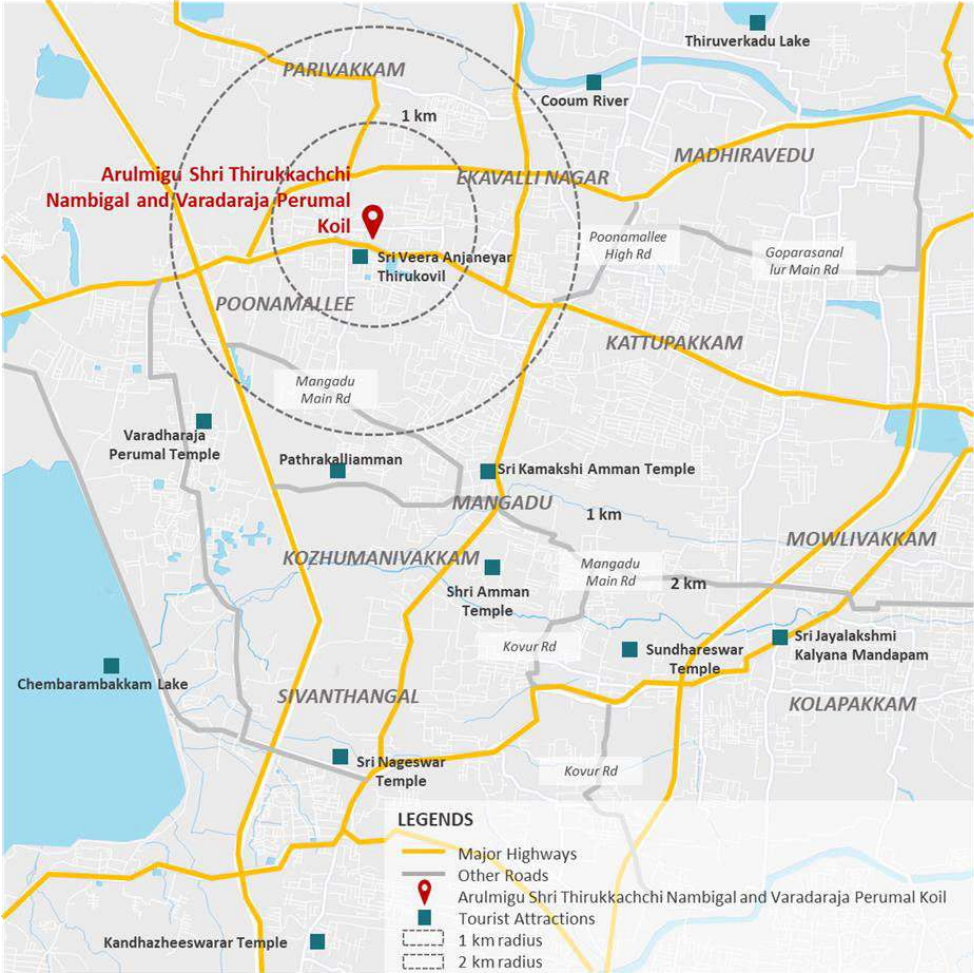 Thiruverkadu Lake
PARIVAKKAM
Cooum River
1 km
MADHIRAVEDU
Arulmigu Shri Thirukkachchi
Nambigal and Varadaraja Perumal
Koil
EKAVALLI NAGAR
Poonamallee
High Rd
Goparasanal
lur Main Rd
Sri Veera Anjaneyar
Thirukovil
POONAMALLEE
KATTUPAKKAM
Mangadu
Main Rd
Varadharaja
Perumal Temple
Pathrakalliamman
Sri Kamakshi Amman Temple
MANGADU
1 km
MOWLIVAKKAM
KOZHUMANIVAKKAM
Mangadu
Main Rd
2 km
Shri Amman
Temple
Kovur Rd
Sundhareswar
Temple
Sri Jayalakshmi
Kalyana Mandapam
Chembarambakkam Lake
SIVANTHANGAL
KOLAPAKKAM
Sri Nageswar
Temple
Kovur Rd
LEGENDS
Major Highways
Other Roads
Arulmigu Shri Thirukkachchi Nambigal and Varadaraja Perumal Koil
Tourist Attractions
1 km radius
2 km radius
Kandhazheeswarar Temple